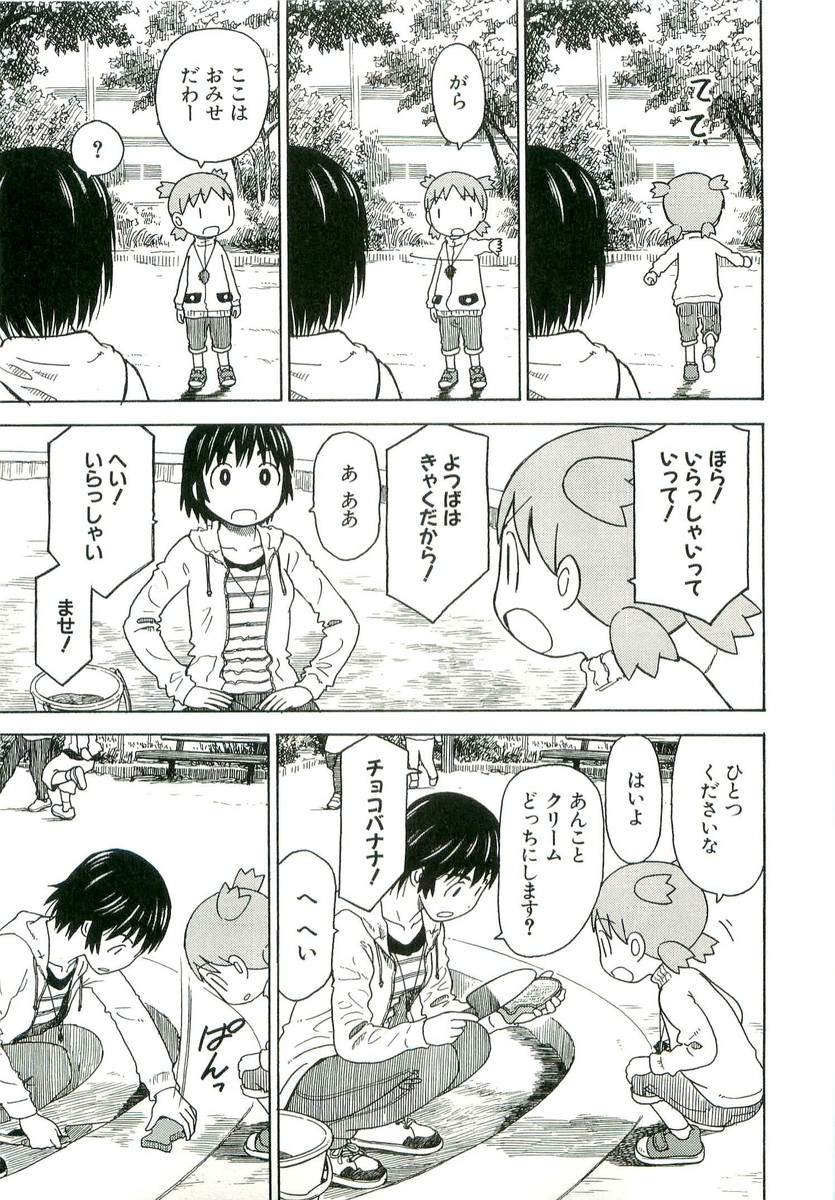 てて
がら
ここは
おみせ
だわー
?
ほら!
いらっしゃいって
いって!
よつばは
きゃくだから!
あ ああ
へい!
いらっしゃい
ませ!
ひとつ
くださいな
はいよ
あんこと
クリーム
どっちにします?
チョコバナナ!
へ へい
ぱんっ